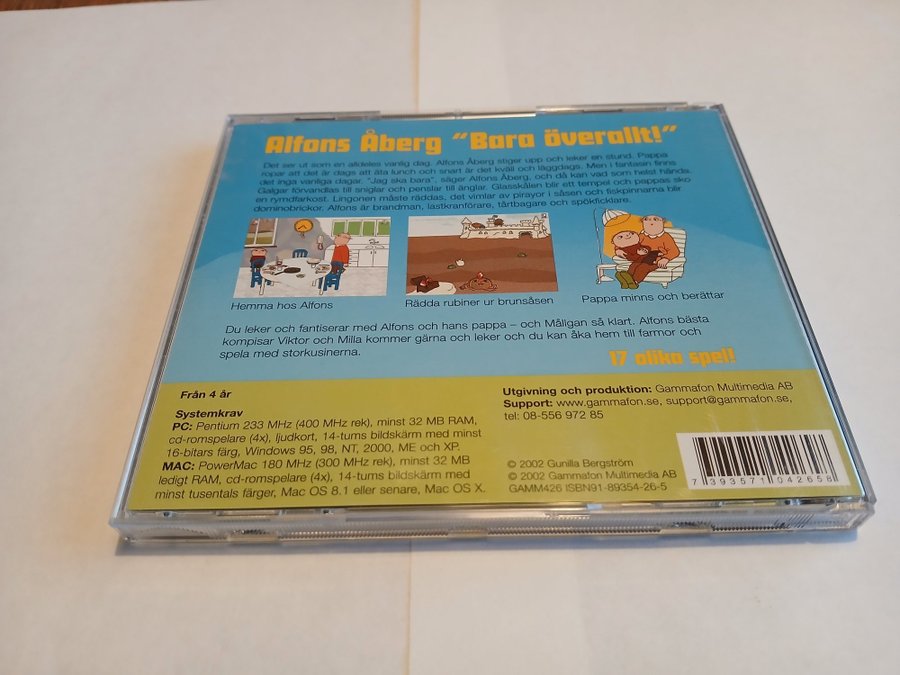 Alfons Åberg "Bara överallt!"
Det ser ut som en alldeles vanlig dag. Alfons Åberg stiger upp och leker en stund. Pappa
ropar att det är dags att äta lunch och snart är det kväll och läggdags. Men i fantasin finns
det inga vanliga dagar. "Jag ska bara", säger Alfons Åberg, och då kan vad som helst hända.
Galgar förvandlas till sniglar och penslar till änglar. Glasskålen blir ett tempel och pappas sko
en rymdfarkost. Lingonen måste räddas, det vimlar av pirayor i såsen och fiskpinnarna blir
dominobrickor. Alfons är brandman, lastkranförare, tårtbagare och spökficklare.
Hemma hos Alfons
Rädda rubiner ur brunsåsen
Pappa minns och berättar
Du leker och fantiserar med Alfons och hans pappa – och Mållgan så klart. Alfons bästa
kompisar Viktor och Milla kommer gärna och leker och du kan åka hem till farmor och
spela med storkusinerna.
17 olika spel!
Från 4 år
Systemkrav
PC: Pentium 233 MHz (400 MHz rek), minst 32 MB RAM,
cd-romspelare (4x), ljudkort, 14-tums bildskärm med minst
16-bitars färg, Windows 95, 98, NT, 2000, ME och XP.
MAC: PowerMac 180 MHz (300 MHz rek), minst 32 MB
ledigt RAM, cd-romspelare (4x), 14-tums bildskärm med
minst tusentals färger, Mac OS 8.1 eller senare, Mac OS X.
Utgivning och produktion: Gammafon Multimedia AB
Support: www.gammafon.se, support@gammafon.se,
tel: 08-556 972 85
© 2002 Gunilla Bergström
© 2002 Gammafon Multimedia AB
GAMM426 ISBN91-89354-26-5
7 393571 042658